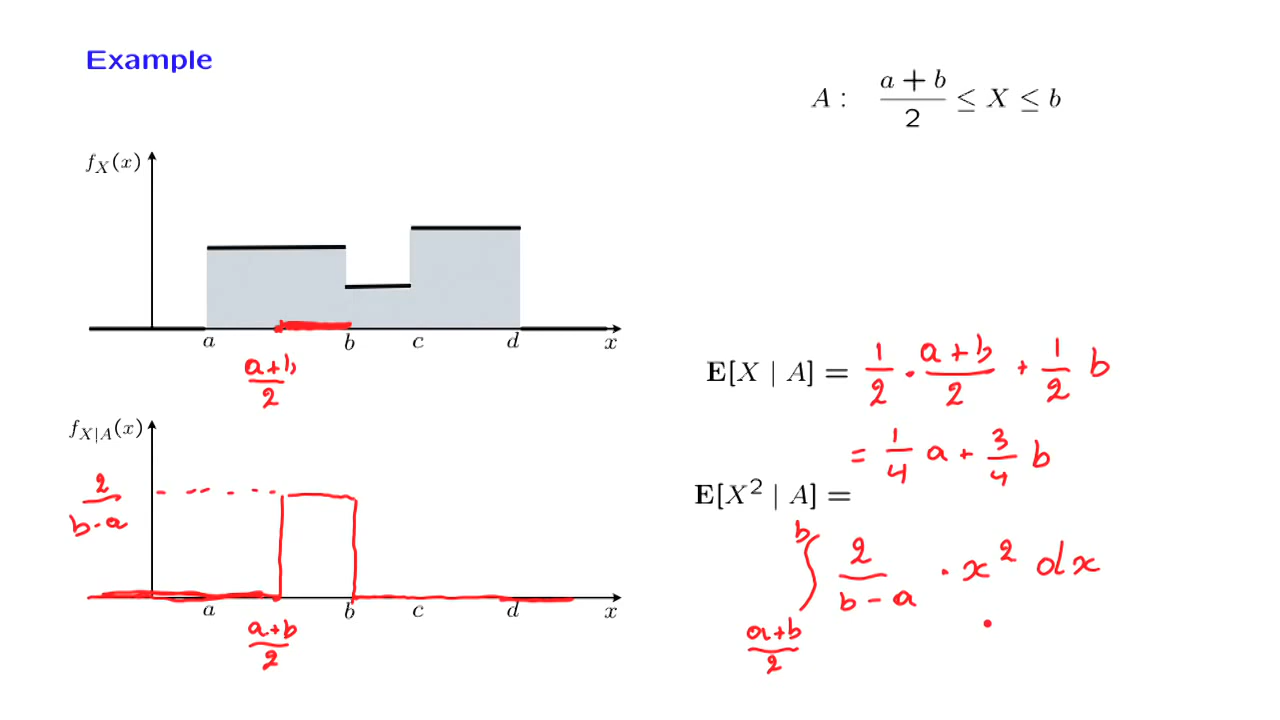 Example
A : (a + b)/2 ≤ X ≤ b
f_X(x)
a b c d x
(a+b)/2
E[X | A] = 1/2 · (a+b)/2 + 1/2 b
= 1/4 a + 3/4 b
f_{X|A}(x)
2/(b-a)
E[X² | A] =
∫_{(a+b)/2}^{b} 2/(b-a) · x² dx
a b c d x
(a+b)/2